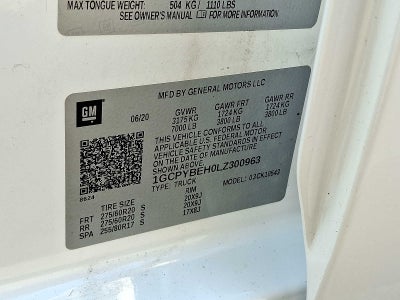 MAX TONGUE WEIGHT: 504 KG / 1110 LBS
SEE OWNER'S MANUAL FOR MORE INFORMATION
GM
MFD BY GENERAL MOTORS LLC
06/20 GVWR GAWR FRT GAWR RR
3175 KG 1724 KG 1724 KG
7000 LB 3800 LB 3800 LB
THIS VEHICLE CONFORMS TO ALL
APPLICABLE U.S. FEDERAL MOTOR
VEHICLE SAFETY STANDARDS IN EFFECT
ON THE DATE OF MANUFACTURE
SHOWN ABOVE.
1GCPYBEH0LZ300963
TYPE: TRUCK MODEL:
8624
TIRE SIZE RIM
FRT 275/60R20 S 20X9J
RR 275/60R20 S 20X9J
SPA 255/80R17 S 17X8J